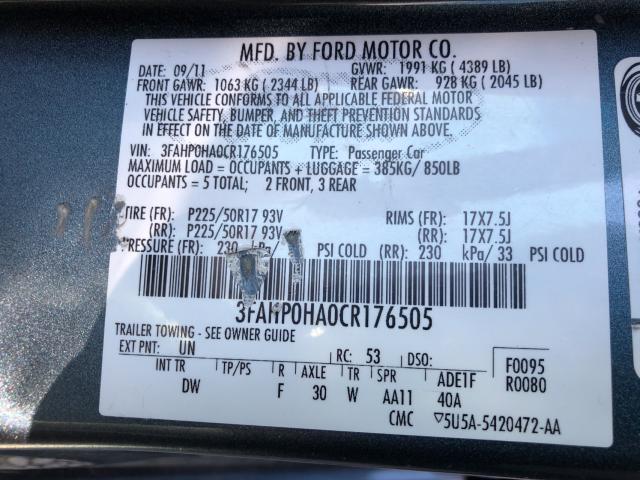 MFD. BY FORD MOTOR CO.
DATE: 09/11 GVWR: 1991 KG ( 4389 LB)
FRONT GAWR: 1063 KG ( 2344 LB) REAR GAWR: 928 KG ( 2045 LB)
THIS VEHICLE CONFORMS TO ALL APPLICABLE FEDERAL MOTOR
VEHICLE SAFETY, BUMPER, AND THEFT PREVENTION STANDARDS
IN EFFECT ON THE DATE OF MANUFACTURE SHOWN ABOVE.
VIN: 3FAHP0HA0CR176505 TYPE: Passenger Car
MAXIMUM LOAD = OCCUPANTS + LUGGAGE = 385KG/ 850LB
OCCUPANTS = 5 TOTAL; 2 FRONT, 3 REAR
TIRE (FR): P225/50R17 93V RIMS (FR): 17X7.5J
(RR): P225/50R17 93V (RR): 17X7.5J
PRESSURE (FR): 230 kPa/ PSI COLD (RR): 230 kPa/ 33 PSI COLD
3FAHP0HA0CR176505
TRAILER TOWING - SEE OWNER GUIDE
EXT PNT: UN RC: 53 DSO: F0095
INT TR TP/PS R AXLE TR SPR ADE1F R0080
DW F 30 W AA11 40A
CMC ▽5U5A-5420472-AA